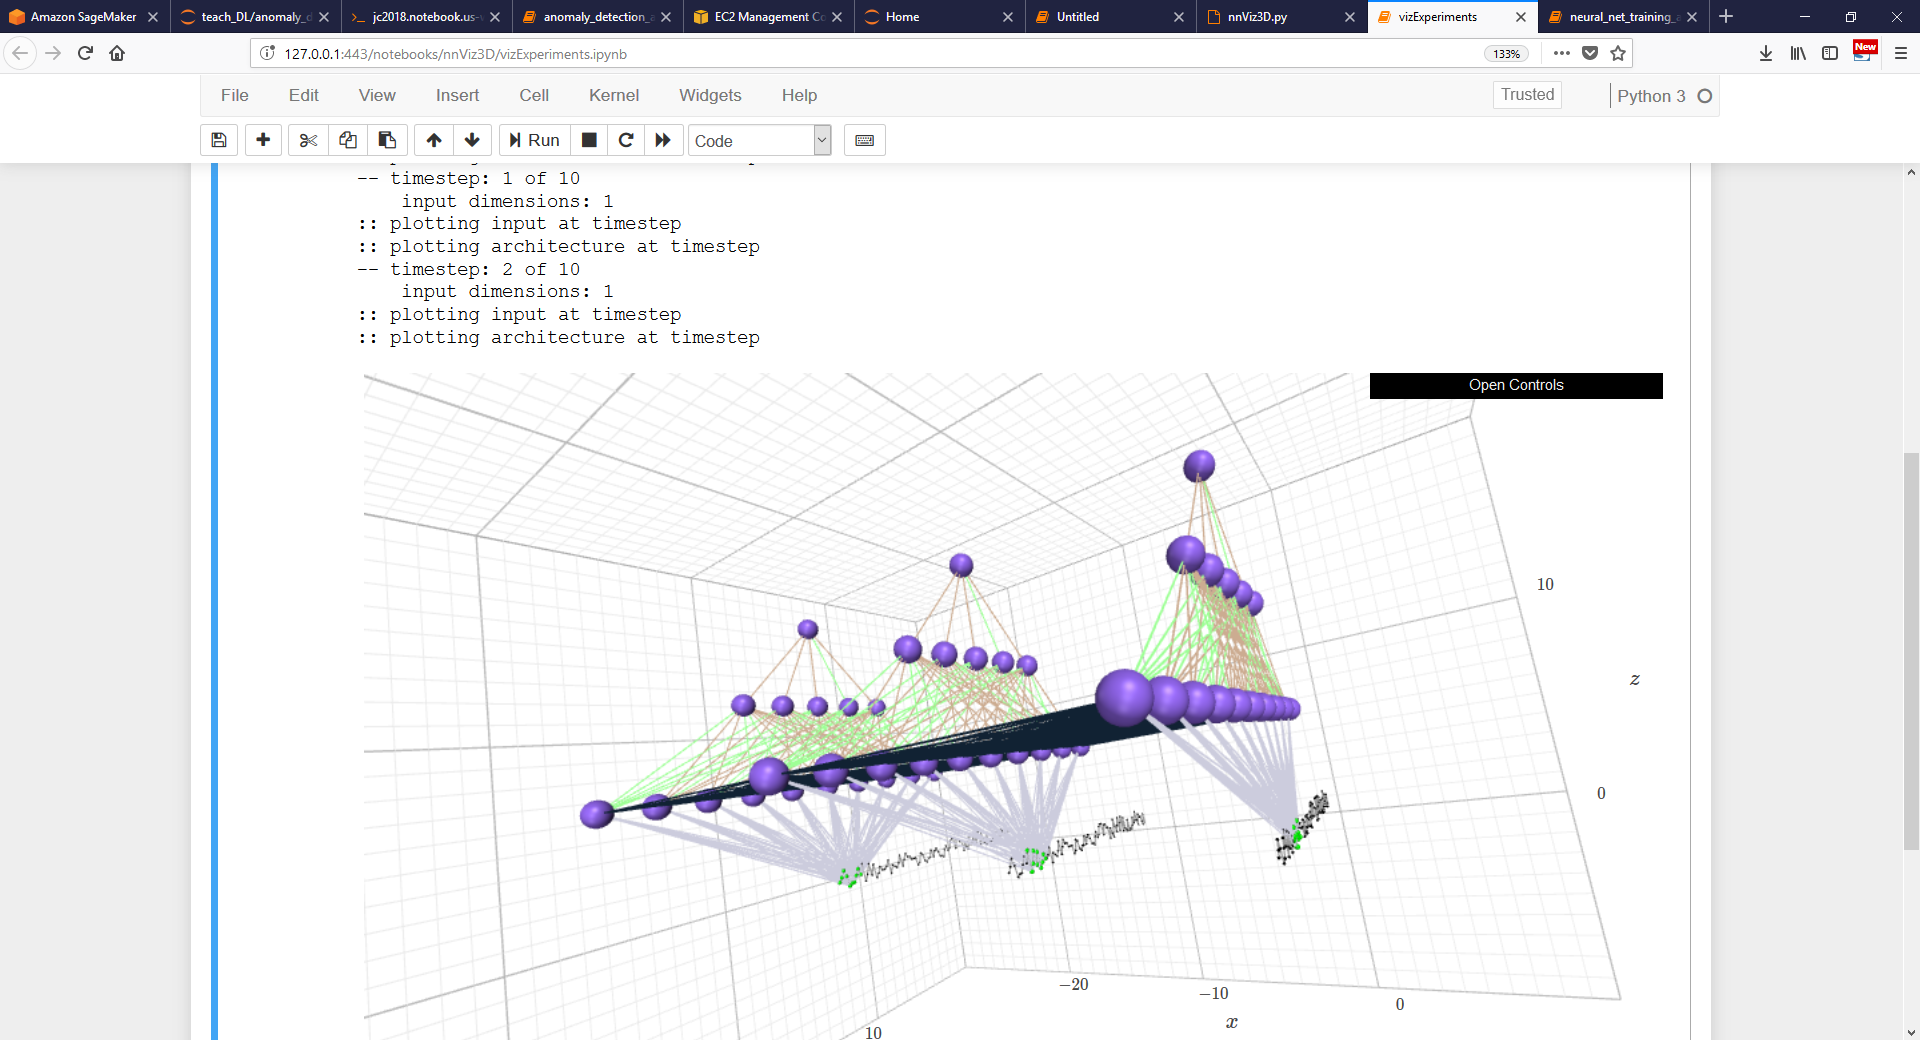 Amazon SageMaker
teach_DL/anomaly_d
jc2018.notebook.us-
anomaly_detection_
EC2 Management Co
Home
Untitled
nnViz3D.py
vizExperiments
neural_net_training_
127.0.0.1:443/notebooks/nnViz3D/vizExperiments.ipynb
133%
New
File Edit View Insert Cell Kernel Widgets Help
Trusted
Python 3
Run
Code
-- timestep: 1 of 10
input dimensions: 1
:: plotting input at timestep
:: plotting architecture at timestep
-- timestep: 2 of 10
input dimensions: 1
:: plotting input at timestep
:: plotting architecture at timestep
Open Controls
10
z
0
−20
−10
0
x
10